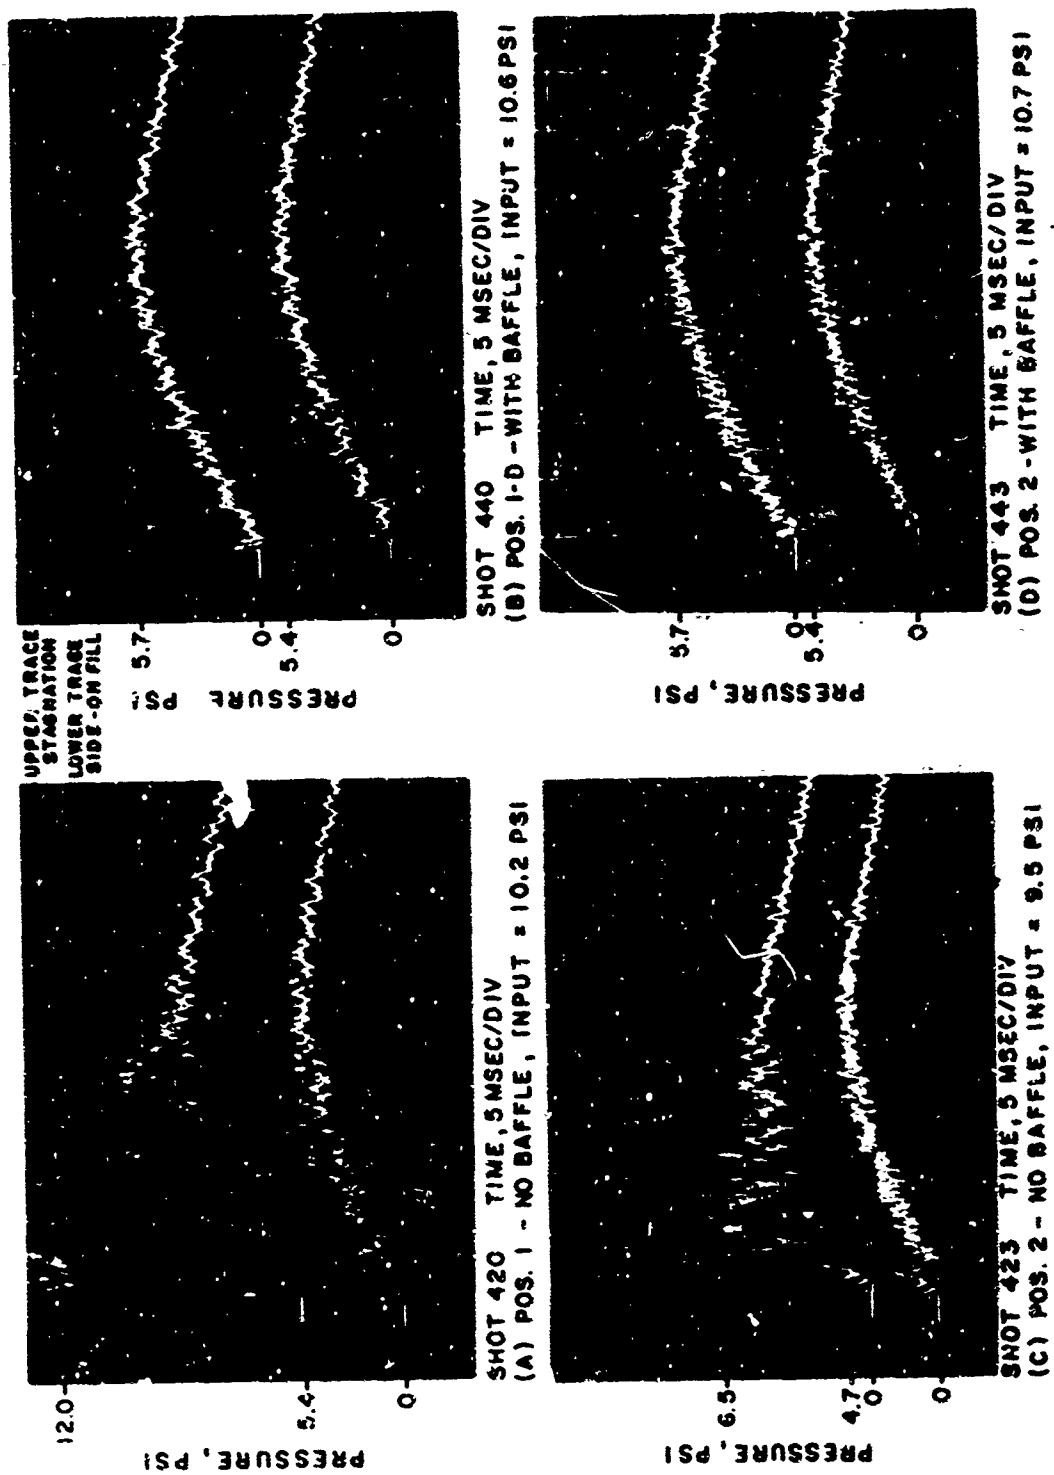 UPPER TRACE
STAGNATION
LOWER TRACE
SIDE-ON FILL
PRESSURE, PSI
12.0
5.4
0
SHOT 420 TIME, 5 MSEC/DIV
(A) POS. 1 - NO BAFFLE, INPUT = 10.2 PSI
PRESSURE PSI
5.7
0
5.4
0
SHOT 440 TIME, 5 MSEC/DIV
(B) POS. 1-D - WITH BAFFLE, INPUT = 10.6 PSI
PRESSURE, PSI
6.5
4.7
0
0
SHOT 423 TIME, 5 MSEC/DIV
(C) POS. 2 - NO BAFFLE, INPUT = 9.5 PSI
PRESSURE, PSI
5.7
0
5.4
0
SHOT 443 TIME, 5 MSEC/DIV
(D) POS. 2 - WITH BAFFLE, INPUT = 10.7 PSI